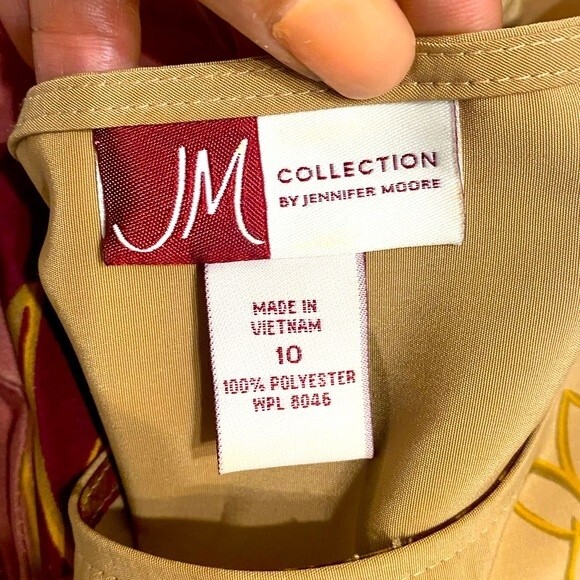 JM
COLLECTION
BY JENNIFER MOORE
MADE IN
VIETNAM
10
100% POLYESTER
WPL 8046